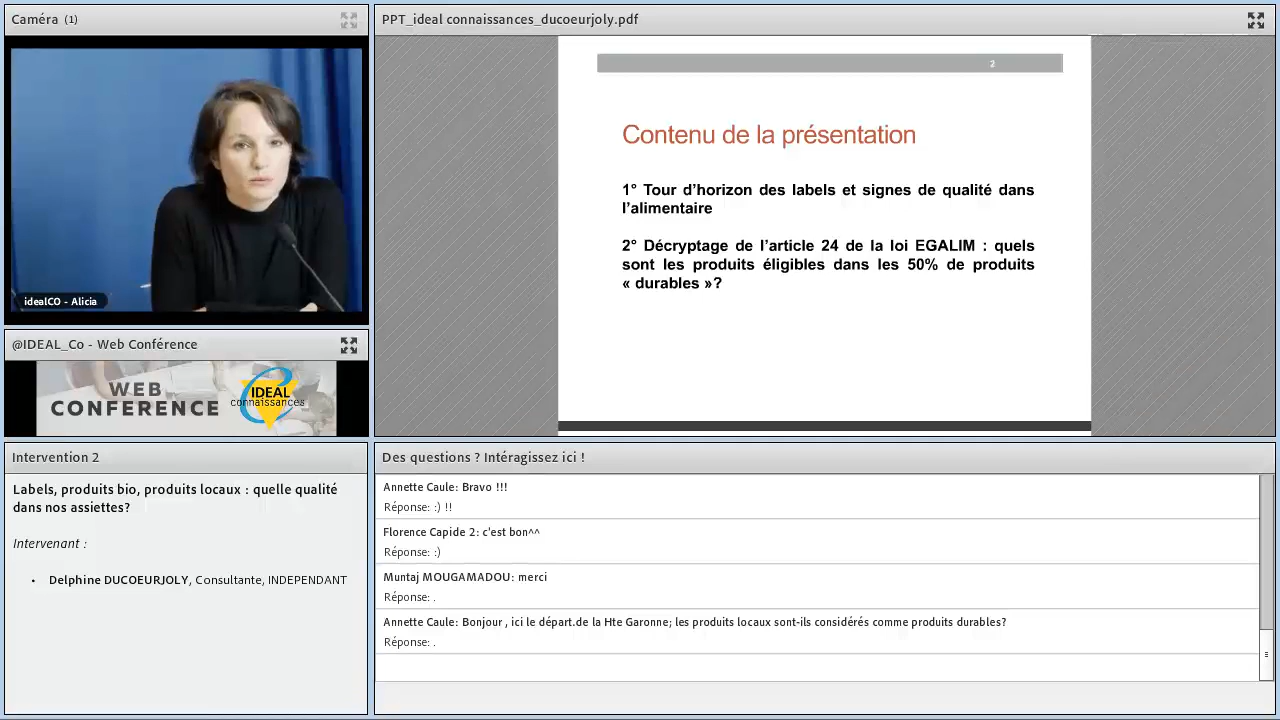 Caméra (1)
idealCO - Alicia
@IDEAL_Co - Web Conférence
WEB
CONFERENCE
IDEAL
connaissances
Intervention 2
Labels, produits bio, produits locaux : quelle qualité
dans nos assiettes?
Intervenant :
• Delphine DUCOEURJOLY, Consultante, INDEPENDANT
PPT_ideal connaissances_ducoeurjoly.pdf
2
Contenu de la présentation
1° Tour d’horizon des labels et signes de qualité dans
l’alimentaire
2° Décryptage de l’article 24 de la loi EGALIM : quels
sont les produits éligibles dans les 50% de produits
« durables »?
Des questions ? Intéragissez ici !
Annette Caule: Bravo !!!
Réponse: :) !!
Florence Capide 2: c'est bon^^
Réponse: :)
Muntaj MOUGAMADOU: merci
Réponse: .
Annette Caule: Bonjour , ici le départ.de la Hte Garonne; les produits locaux sont-ils considérés comme produits durables?
Réponse: .